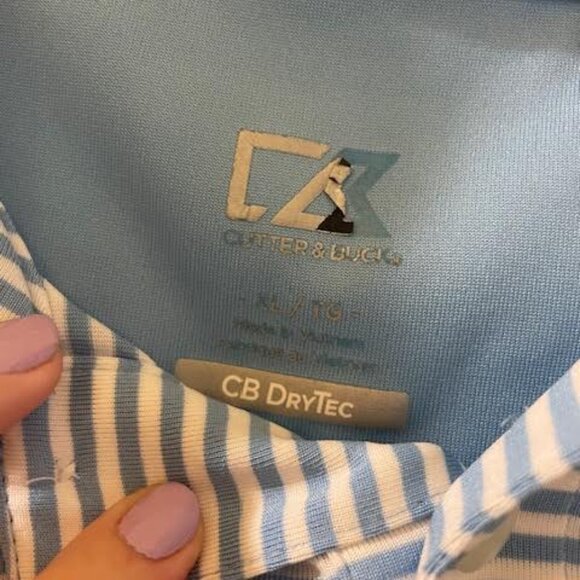 CUTTER & BUCK
XL / TG
Made in Vietnam
CB DRYTEC